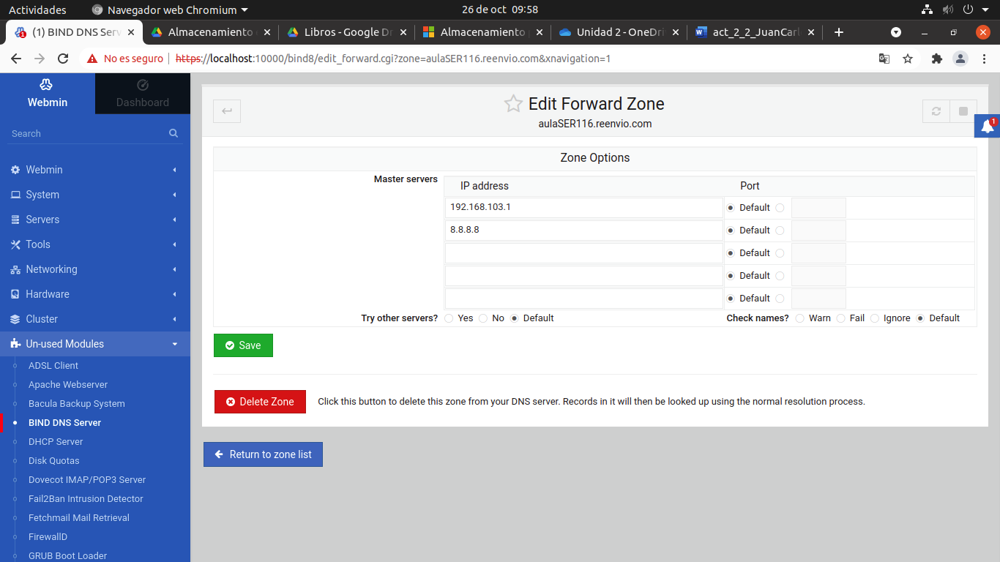 Actividades Navegador web Chromium 26 de oct 09:58
(1) BIND DNS Serv Almacenamiento Libros - Google Dr Almacenamiento Unidad 2 - OneDri act_2_2_JuanCarl
No es seguro https://localhost:10000/bind8/edit_forward.cgi?zone=aulaSER116.reenvio.com&xnavigation=1
Webmin Dashboard
Search
Webmin
System
Servers
Tools
Networking
Hardware
Cluster
Un-used Modules
ADSL Client
Apache Webserver
Bacula Backup System
BIND DNS Server
DHCP Server
Disk Quotas
Dovecot IMAP/POP3 Server
Fail2Ban Intrusion Detector
Fetchmail Mail Retrieval
FirewallD
GRUB Boot Loader
Edit Forward Zone
aulaSER116.reenvio.com
1
Zone Options
Master servers IP address Port
192.168.103.1 Default
8.8.8.8 Default
Default
Default
Default
Try other servers? Yes No Default Check names? Warn Fail Ignore Default
Save
Delete Zone Click this button to delete this zone from your DNS server. Records in it will then be looked up using the normal resolution process.
Return to zone list